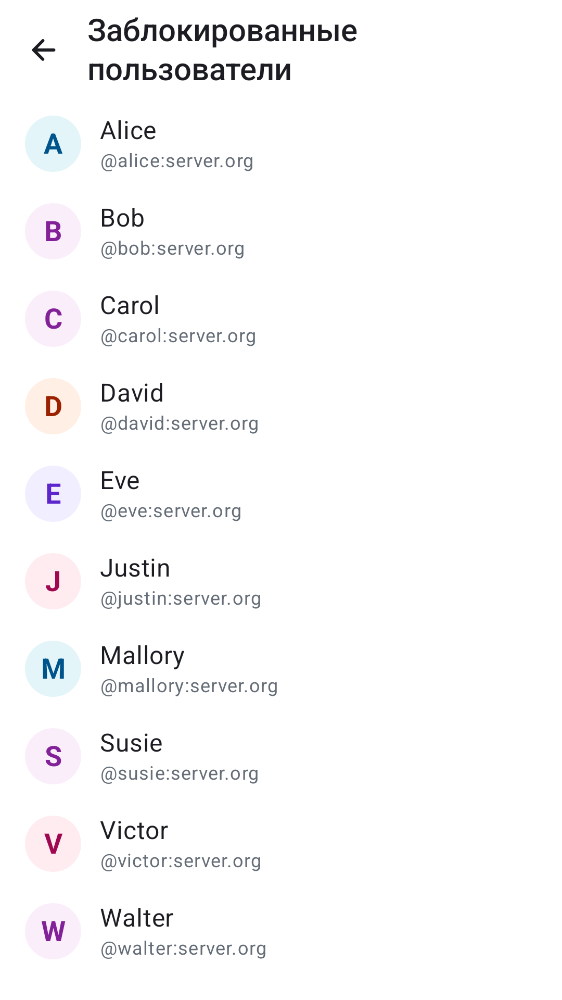 Заблокированные
пользователи
A
Alice
@alice:server.org
B
Bob
@bob:server.org
C
Carol
@carol:server.org
D
David
@david:server.org
E
Eve
@eve:server.org
J
Justin
@justin:server.org
M
Mallory
@mallory:server.org
S
Susie
@susie:server.org
V
Victor
@victor:server.org
W
Walter
@walter:server.org